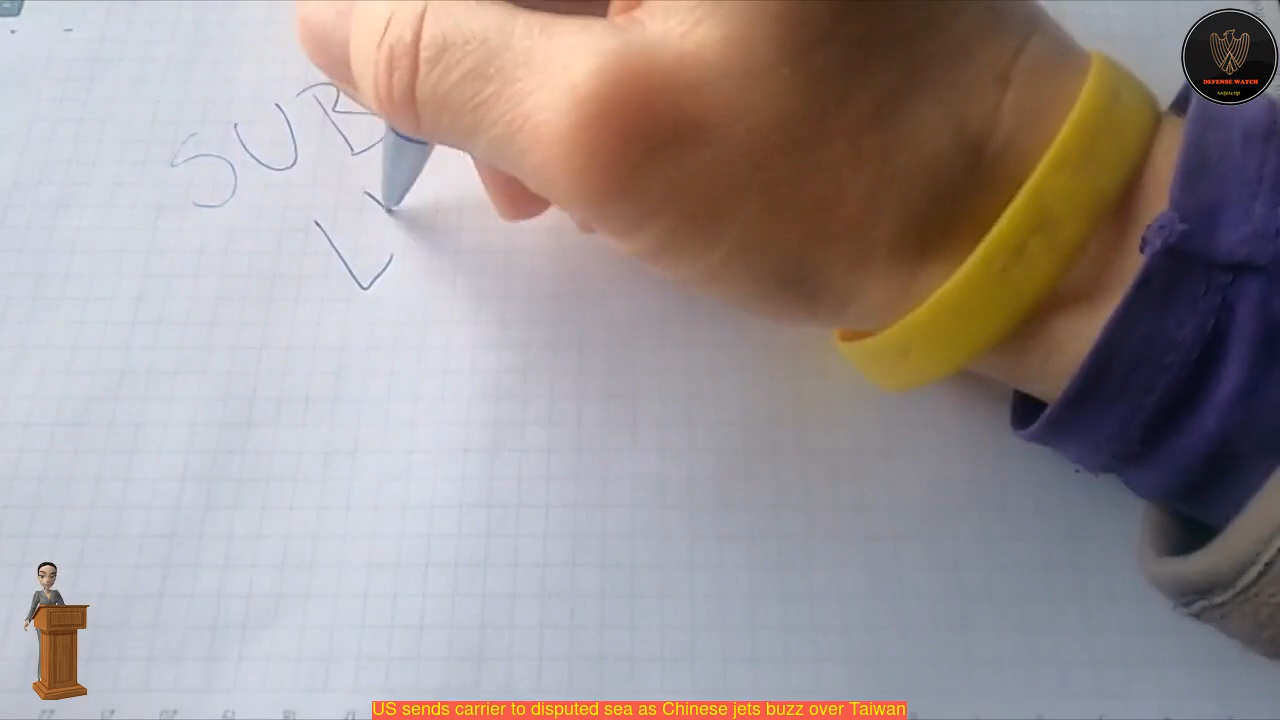 DEFENSE WATCH
SUB
L
US sends carrier to disputed sea as Chinese jets buzz over Taiwan